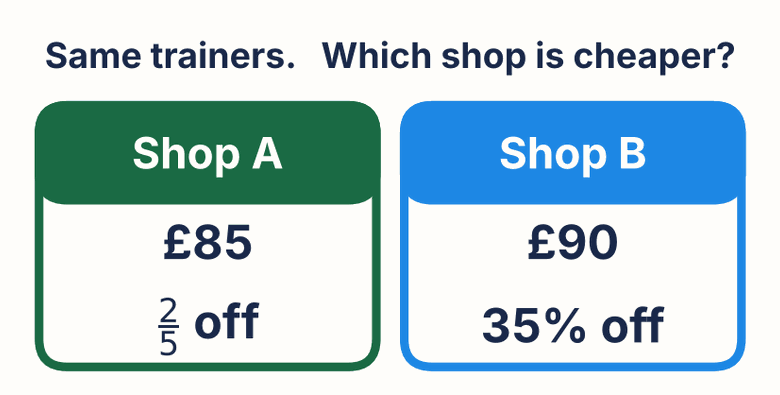 Same trainers. Which shop is cheaper?
Shop A
£85
2/5 off
Shop B
£90
35% off